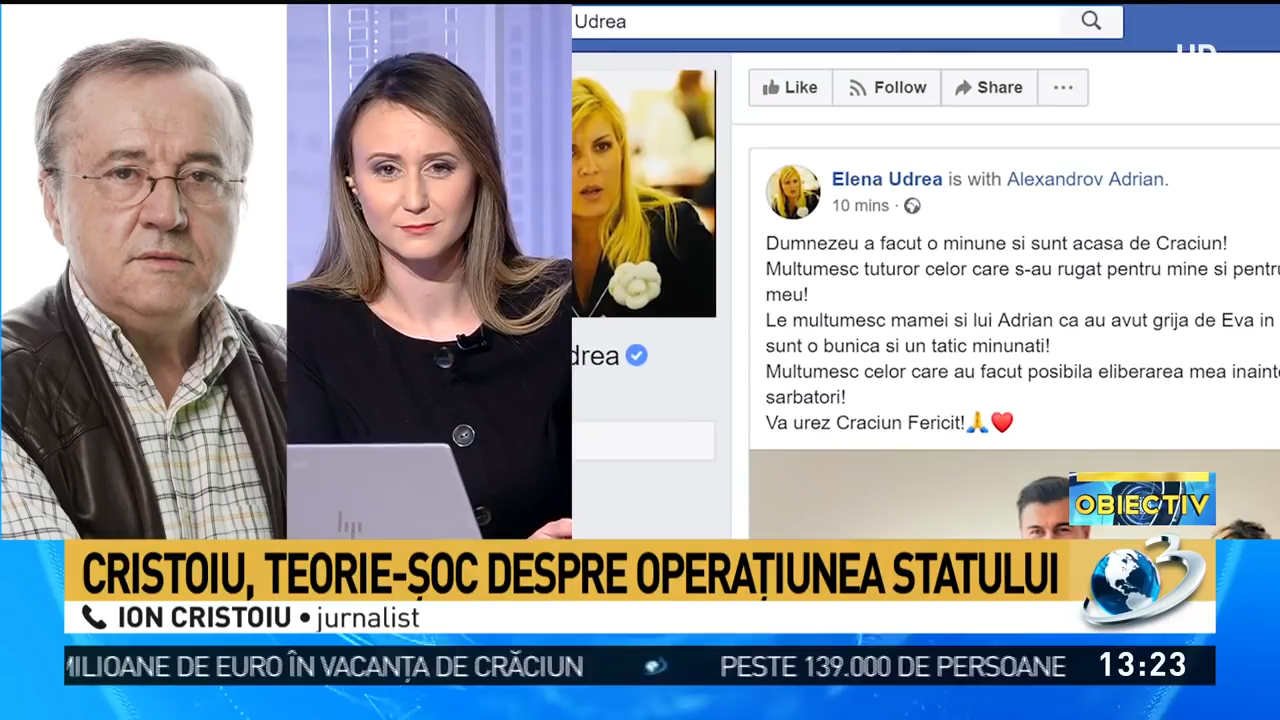 Udrea
HD
Like
Follow
Share
Elena Udrea is with Alexandrov Adrian.
10 mins ·
Dumnezeu a facut o minune si sunt acasa de Craciun!
Multumesc tuturor celor care s-au rugat pentru mine si pentru
meu!
Le multumesc mamei si lui Adrian ca au avut grija de Eva in
sunt o bunica si un tatic minunati!
Multumesc celor care au facut posibila eliberarea mea inainte
sarbatori!
Va urez Craciun Fericit!🙏❤️
drea
OBIECTIV
CRISTOIU, TEORIE-ȘOC DESPRE OPERAȚIUNEA STATULUI
3
ION CRISTOIU • jurnalist
MILIOANE DE EURO ÎN VACANȚA DE CRĂCIUN
PESTE 139.000 DE PERSOANE
13:23